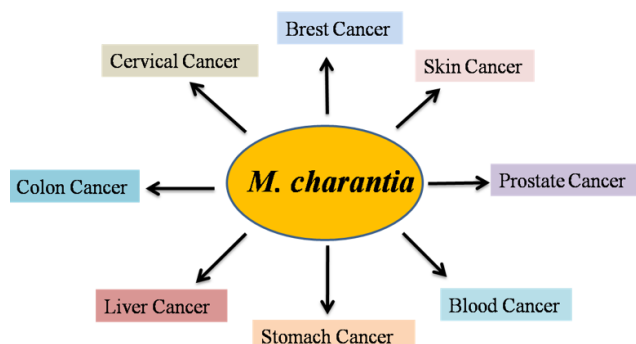 Brest Cancer
Cervical Cancer
Skin Cancer
M. charantia
Colon Cancer
Prostate Cancer
Liver Cancer
Blood Cancer
Stomach Cancer